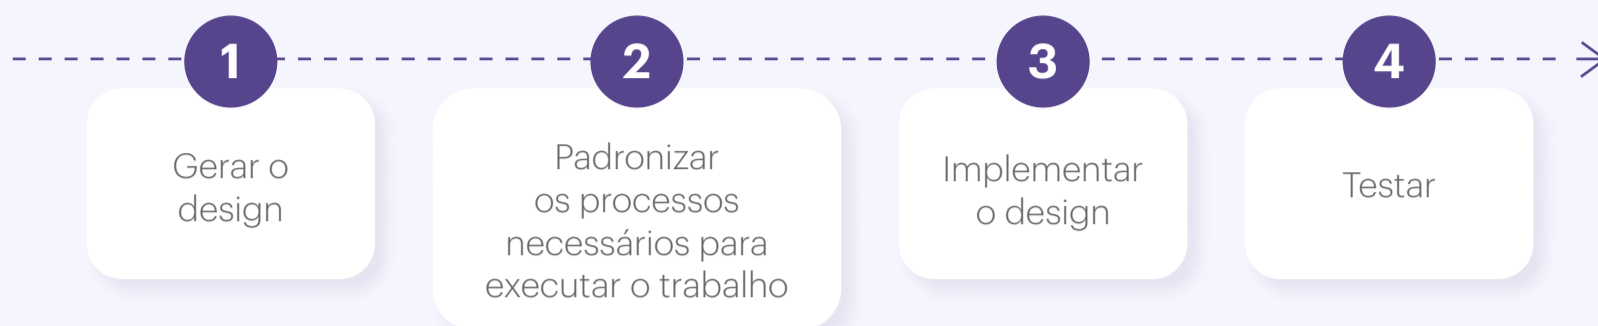 1
Gerar o
design
2
Padronizar
os processos
necessários para
executar o trabalho
3
Implementar
o design
4
Testar